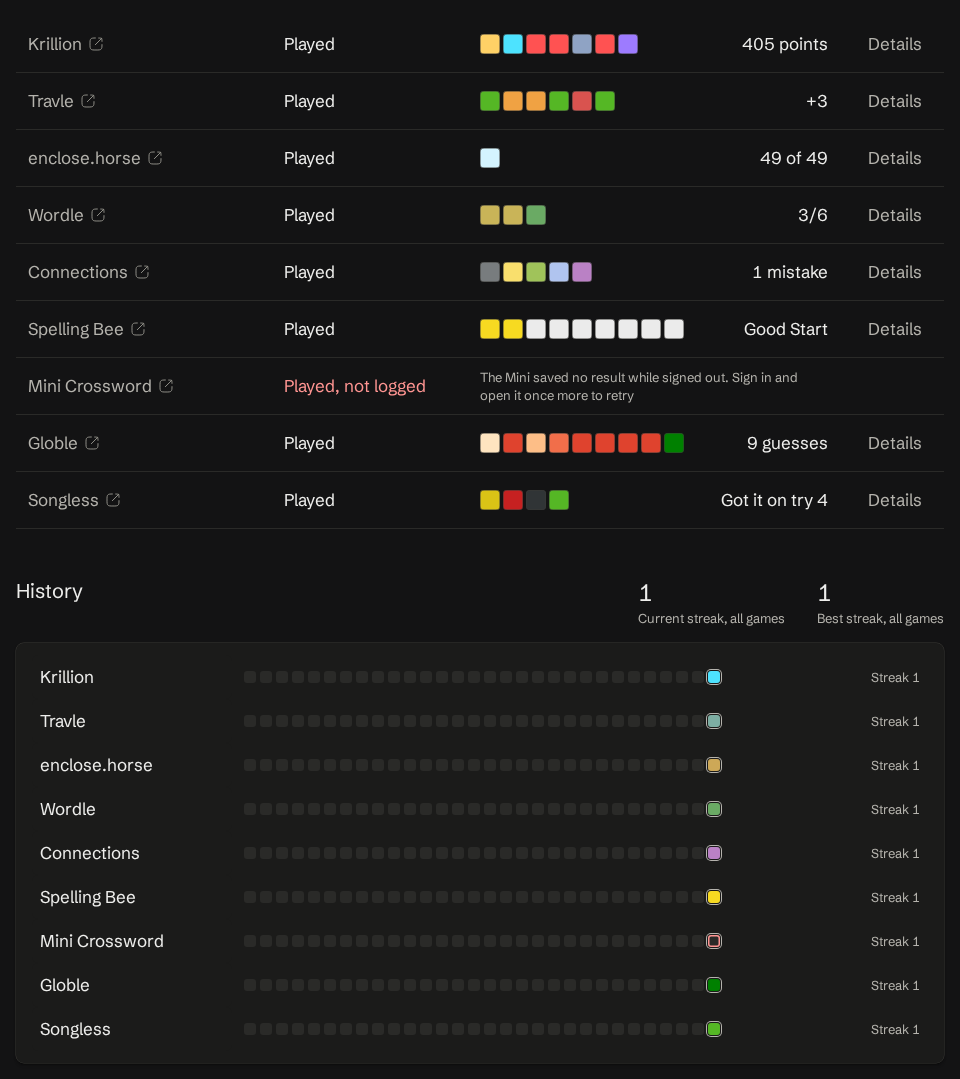 Krillion Played 405 points Details
Travle Played +3 Details
enclose.horse Played 49 of 49 Details
Wordle Played 3/6 Details
Connections Played 1 mistake Details
Spelling Bee Played Good Start Details
Mini Crossword Played, not logged The Mini saved no result while signed out. Sign in and
open it once more to retry
Globle Played 9 guesses Details
Songless Played Got it on try 4 Details
History 1 1
Current streak, all games Best streak, all games
Krillion Streak 1
Travle Streak 1
enclose.horse Streak 1
Wordle Streak 1
Connections Streak 1
Spelling Bee Streak 1
Mini Crossword Streak 1
Globle Streak 1
Songless Streak 1